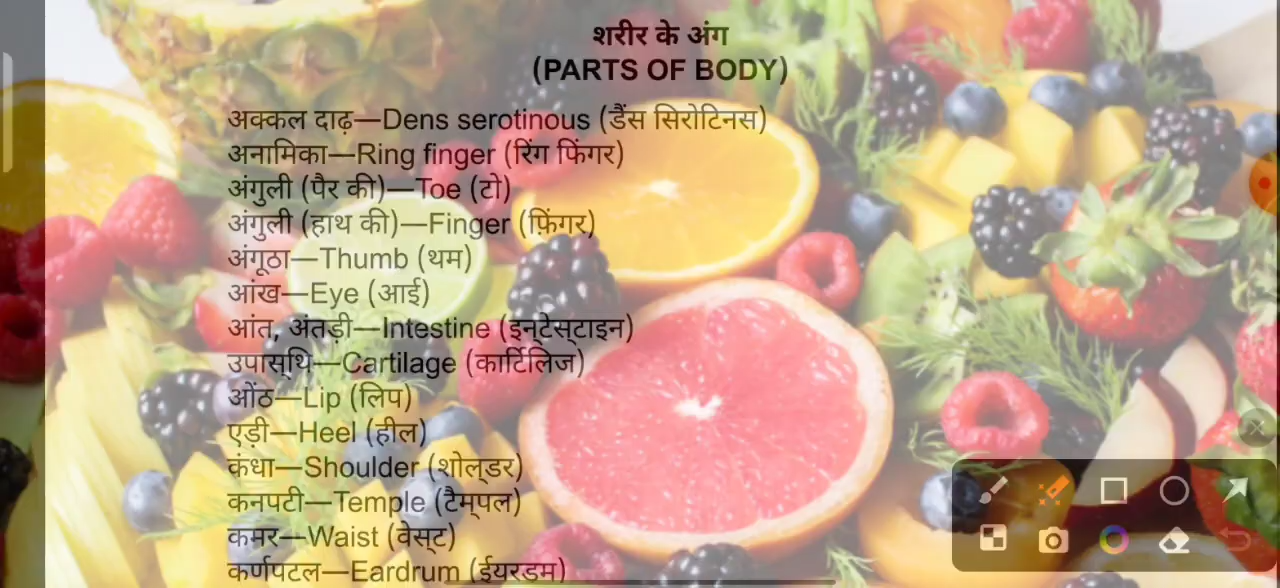 शरीर के अंग
(PARTS OF BODY)
अक्कल दाढ़—Dens serotinous (डैंस सिरोटिनस)
अनामिका—Ring finger (रिंग फिंगर)
अंगुली (पैर की)—Toe (टो)
अंगुली (हाथ की)—Finger (फ़िंगर)
अंगूठा—Thumb (थम)
आंख—Eye (आई)
आंत, अंतड़ी—Intestine (इन्‌टेस्‌टाइन)
उपास्‌थि—Cartilage (कार्टिलिज)
ओंठ—Lip (लिप)
एड़ी—Heel (हील)
कंधा—Shoulder (शोल्‌डर)
कनपटी—Temple (टैम्‌पल)
कमर—Waist (वेस्‌ट)
कर्णपटल—Eardrum (ईयरडम)